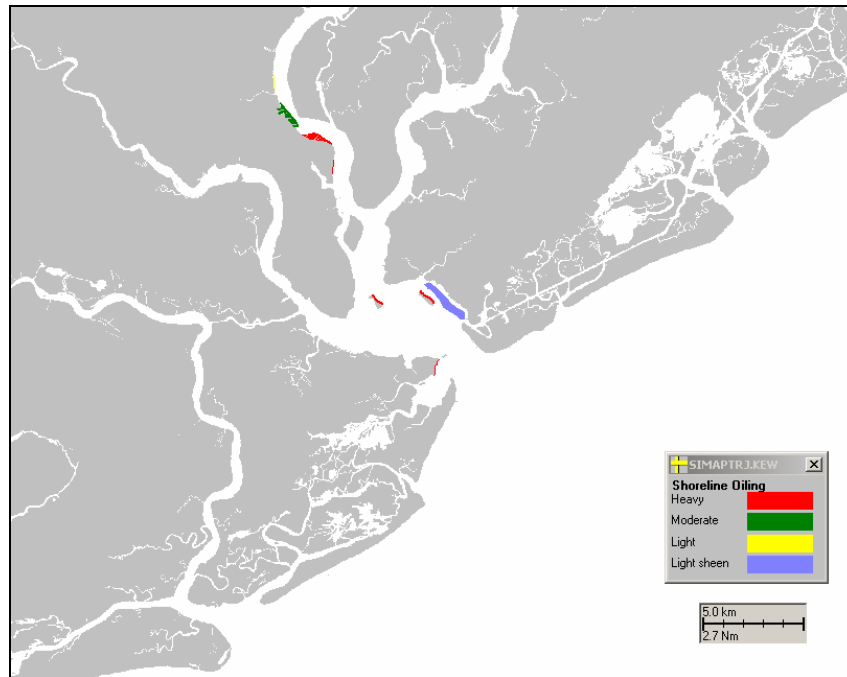 SIMAPTRJ.KEW
Shoreline Oiling
Heavy
Moderate
Light
Light sheen
5.0 km
2.7 Nm